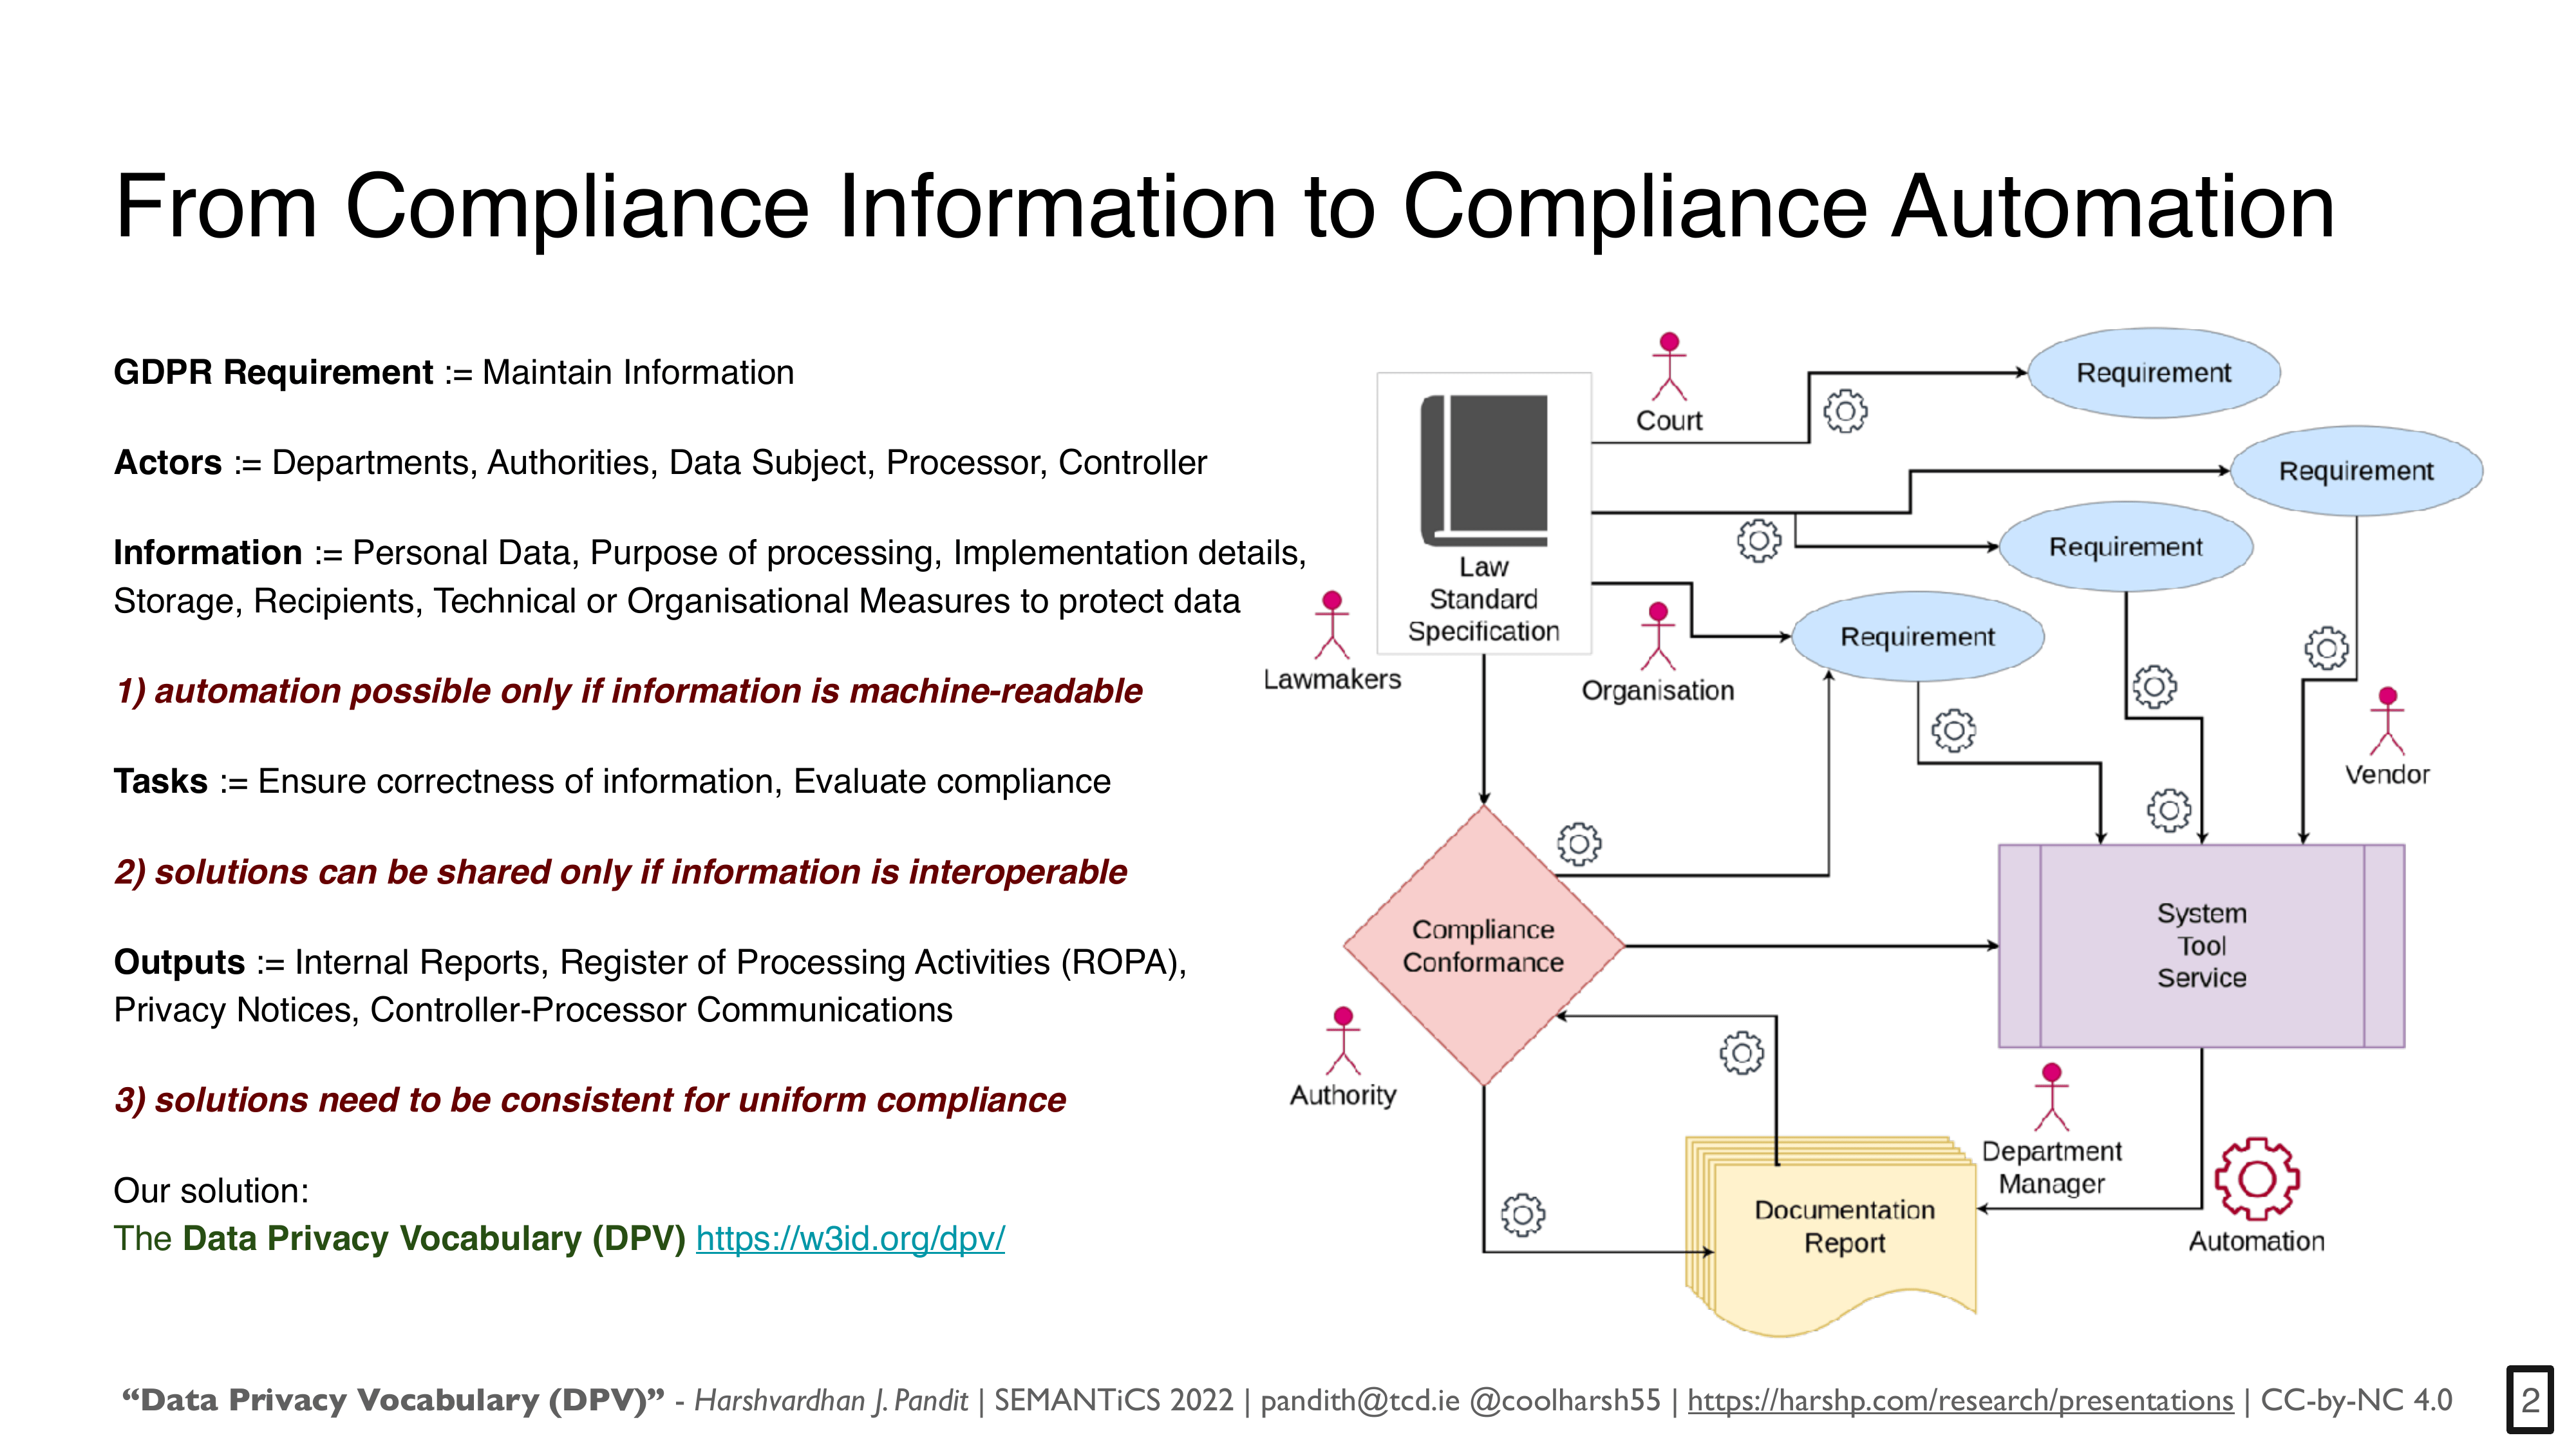 From Compliance Information to Compliance Automation
GDPR Requirement := Maintain Information
Actors := Departments, Authorities, Data Subject, Processor, Controller
Information := Personal Data, Purpose of processing, Implementation details,
Storage, Recipients, Technical or Organisational Measures to protect data
1) automation possible only if information is machine-readable
Tasks := Ensure correctness of information, Evaluate compliance
2) solutions can be shared only if information is interoperable
Outputs := Internal Reports, Register of Processing Activities (ROPA),
Privacy Notices, Controller-Processor Communications
3) solutions need to be consistent for uniform compliance
Our solution:
The Data Privacy Vocabulary (DPV) https://w3id.org/dpv/
Court
Requirement
Requirement
Requirement
Law
Standard
Specification
Requirement
Lawmakers
Organisation
Vendor
Compliance
Conformance
System
Tool
Service
Authority
Department
Manager
Documentation
Report
Automation
“Data Privacy Vocabulary (DPV)” - Harshvardhan J. Pandit | SEMANTiCS 2022 | pandith@tcd.ie @coolharsh55 | https://harshp.com/research/presentations | CC-by-NC 4.0
2